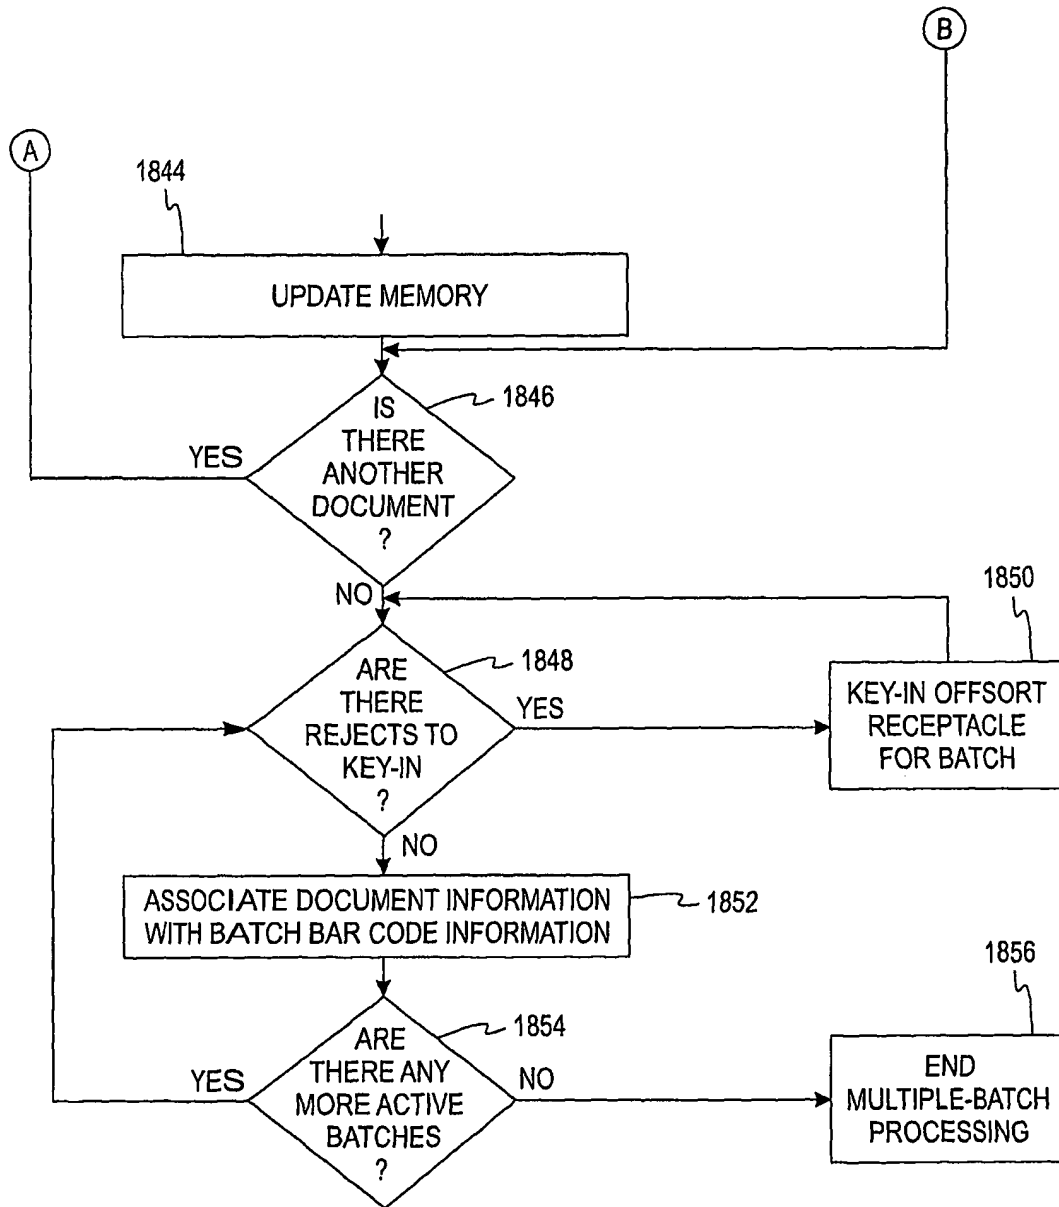 B
A
1844
UPDATE MEMORY
1846
IS
THERE
ANOTHER
DOCUMENT
?
YES
NO
1850
1848
ARE
THERE
REJECTS TO
KEY-IN
?
YES
KEY-IN OFFSORT
RECEPTACLE
FOR BATCH
NO
ASSOCIATE DOCUMENT INFORMATION
WITH BATCH BAR CODE INFORMATION
1852
1856
1854
ARE
THERE ANY
MORE ACTIVE
BATCHES
?
YES
NO
END
MULTIPLE-BATCH
PROCESSING